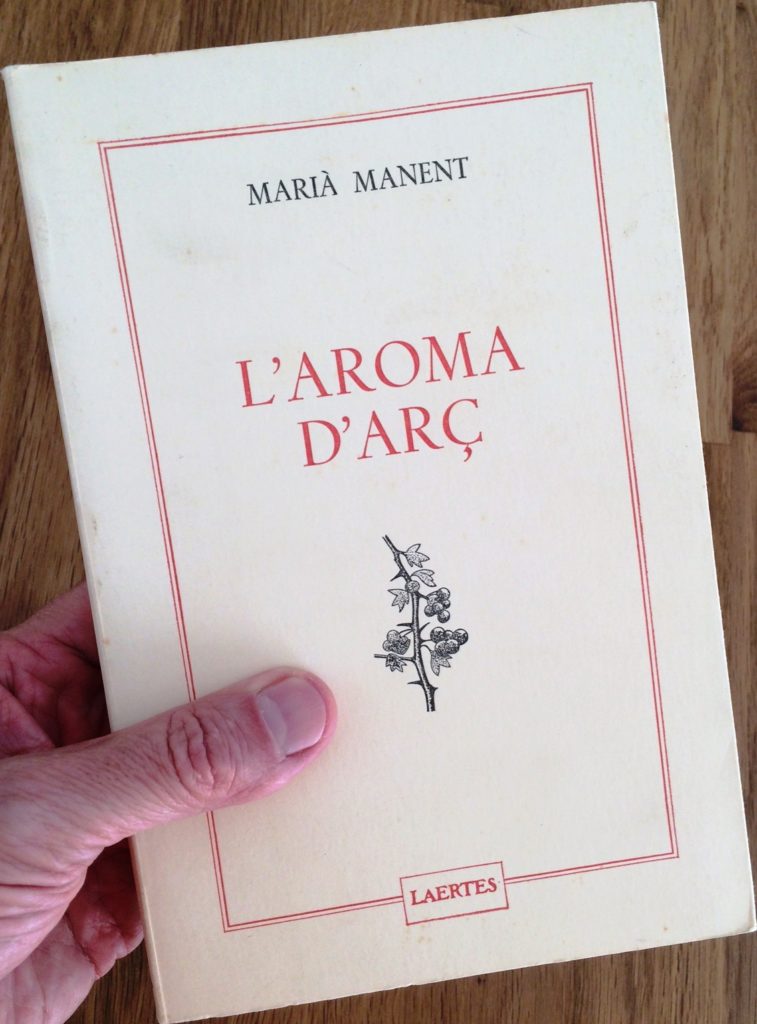 MARIÀ MANENT
L'AROMA
D'ARÇ
LAERTES